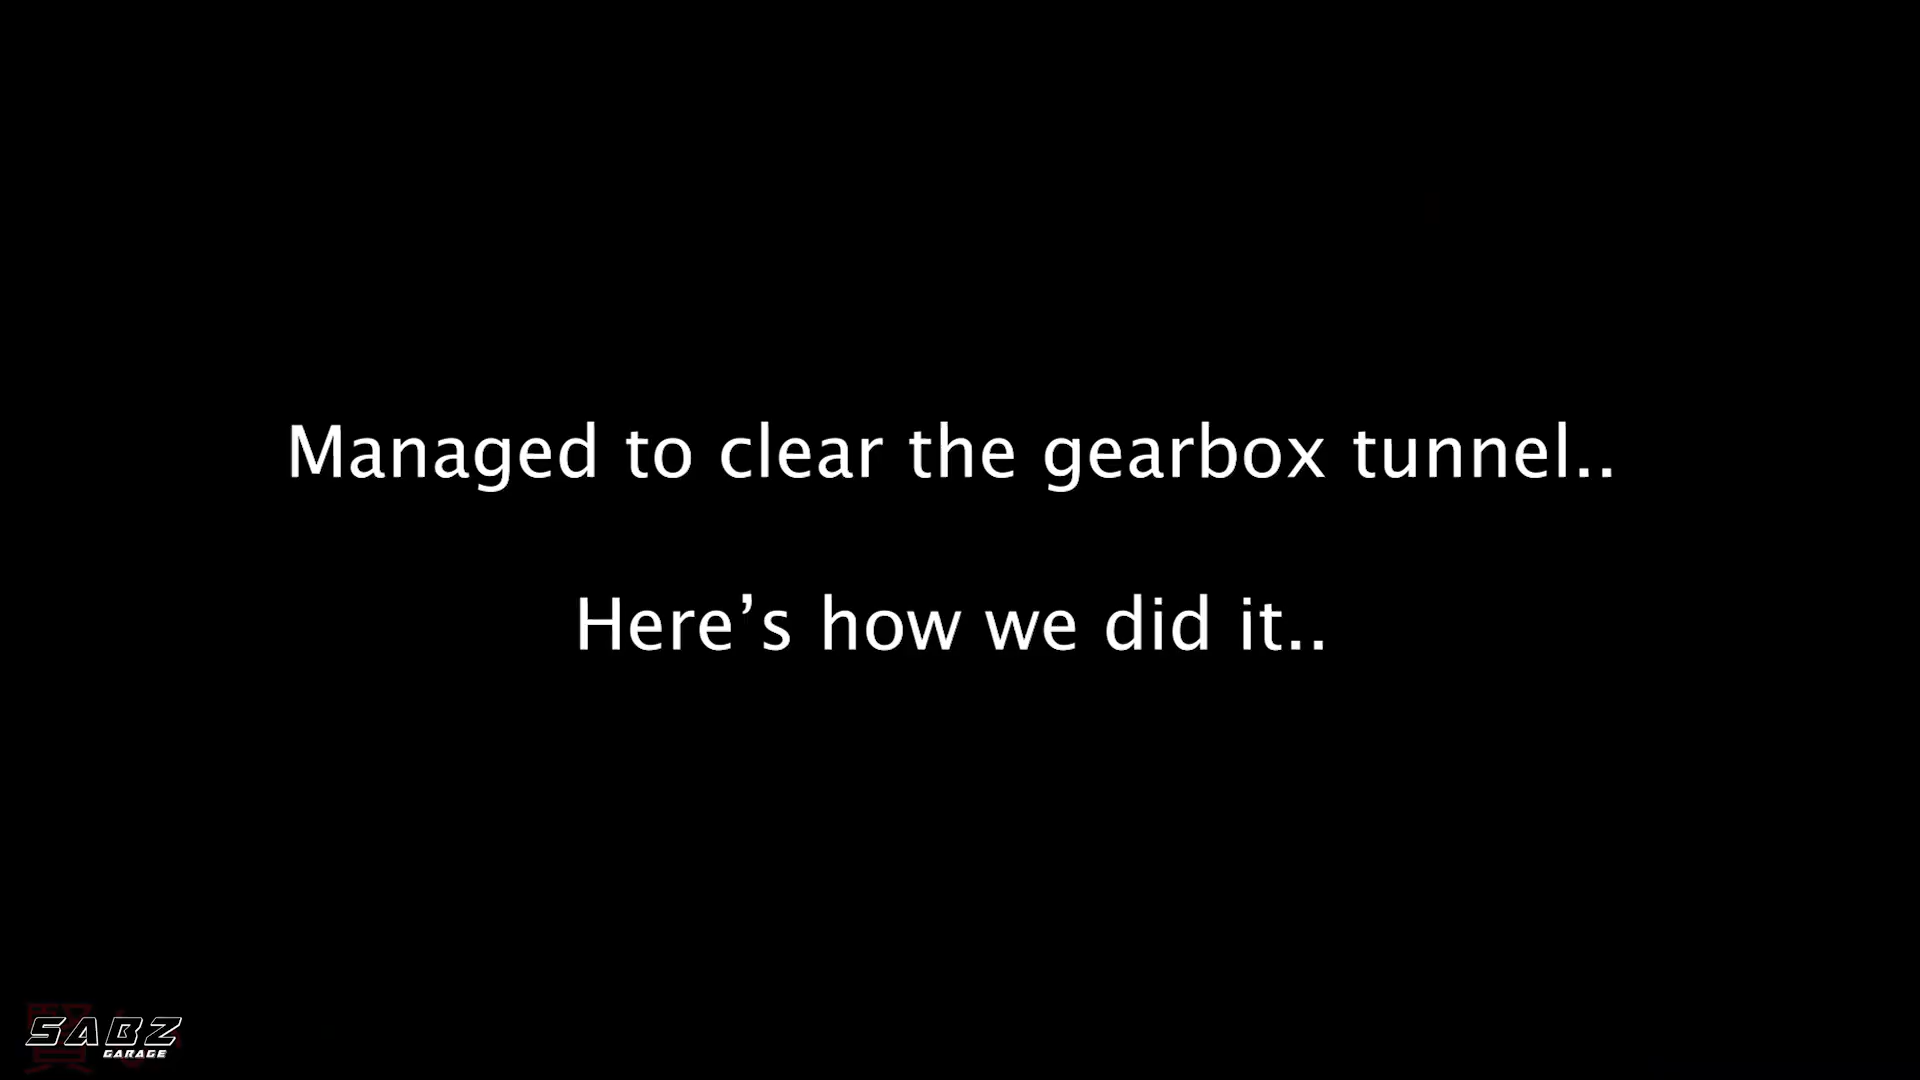 Managed to clear the gearbox tunnel..
Here’s how we did it..
SABZ
GARAGE